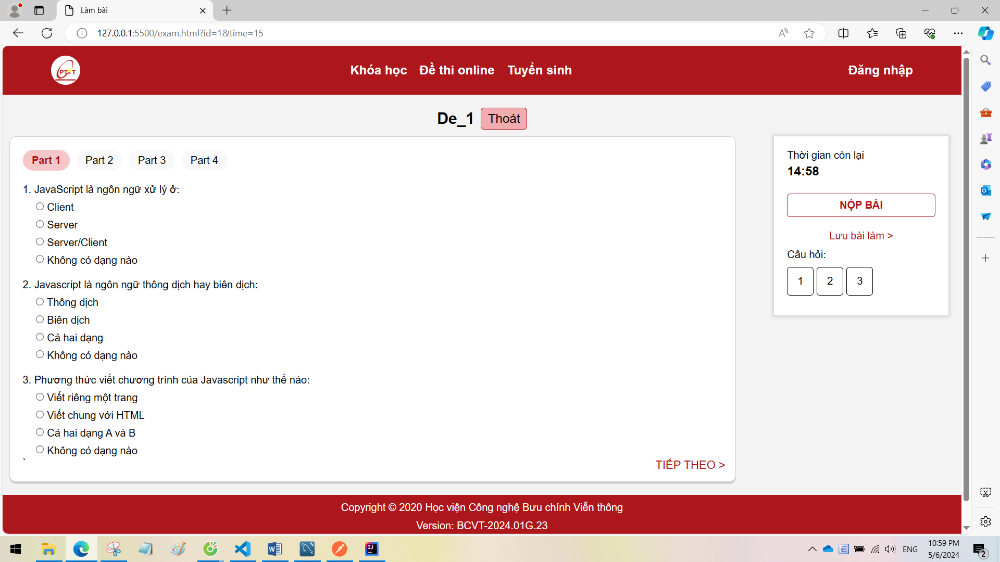 Làm bài
127.0.0.1:5500/exam.html?id=1&time=15
PTIT
Khóa học Đề thi online Tuyển sinh Đăng nhập
De_1 Thoát
Part 1 Part 2 Part 3 Part 4
1. JavaScript là ngôn ngữ xử lý ở:
Client
Server
Server/Client
Không có dạng nào
2. Javascript là ngôn ngữ thông dịch hay biên dịch:
Thông dịch
Biên dịch
Cả hai dạng
Không có dạng nào
3. Phương thức viết chương trình của Javascript như thế nào:
Viết riêng một trang
Viết chung với HTML
Cả hai dạng A và B
Không có dạng nào
`
TIẾP THEO >
Thời gian còn lại
14:58
NỘP BÀI
Lưu bài làm >
Câu hỏi:
1 2 3
Copyright © 2020 Học viện Công nghệ Bưu chính Viễn thông
Version: BCVT-2024.01G.23
ENG
10:59 PM
5/6/2024
2